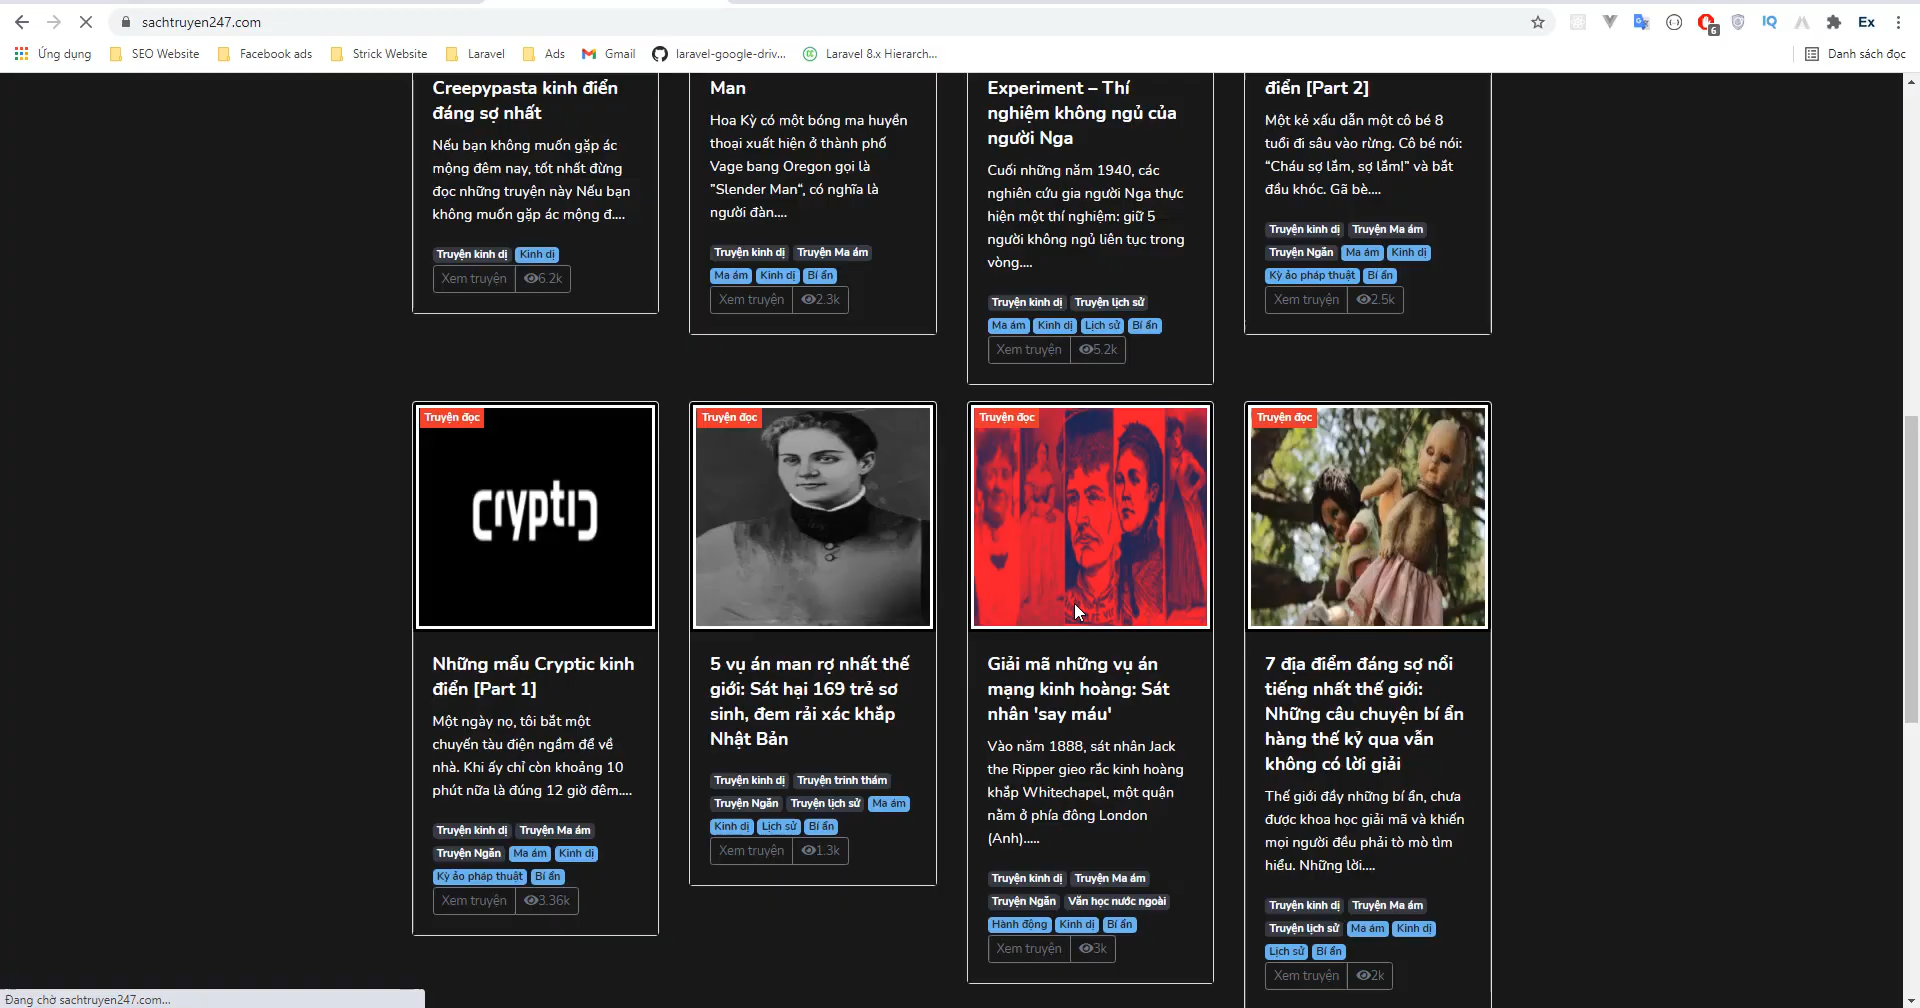 sachtruyen247.com
6
IQ
Ex
Ứng dụng
SEO Website
Facebook ads
Strick Website
Laravel
Ads
Gmail
laravel-google-driv...
Laravel 8.x Hierarch...
Danh sách đọc
Creepypasta kinh điển
đáng sợ nhất
Nếu bạn không muốn gặp ác
mộng đêm nay, tốt nhất đừng
đọc những truyện này Nếu bạn
không muốn gặp ác mộng đ....
Truyện kinh dị Kinh dị
Xem truyện 6.2k
Man
Hoa Kỳ có một bóng ma huyền
thoại xuất hiện ở thành phố
Vage bang Oregon gọi là
"Slender Man", có nghĩa là
người đàn....
Truyện kinh dị Truyện Ma ám
Ma ám Kinh dị Bí ẩn
Xem truyện 2.3k
Experiment – Thí
nghiệm không ngủ của
người Nga
Cuối những năm 1940, các
nghiên cứu gia người Nga thực
hiện một thí nghiệm: giữ 5
người không ngủ liên tục trong
vòng....
Truyện kinh dị Truyện lịch sử
Ma ám Kinh dị Lịch sử Bí ẩn
Xem truyện 5.2k
điển [Part 2]
Một kẻ xấu dẫn một cô bé 8
tuổi đi sâu vào rừng. Cô bé nói:
“Cháu sợ lắm, sợ lắm!” và bắt
đầu khóc. Gã bè....
Truyện kinh dị Truyện Ma ám
Truyện Ngắn Ma ám Kinh dị
Kỳ ảo pháp thuật Bí ẩn
Xem truyện 2.5k
Truyện đọc
cryptic
Những mẩu Cryptic kinh
điển [Part 1]
Một ngày nọ, tôi bắt một
chuyến tàu điện ngầm để về
nhà. Khi ấy chỉ còn khoảng 10
phút nữa là đúng 12 giờ đêm....
Truyện kinh dị Truyện Ma ám
Truyện Ngắn Ma ám Kinh dị
Kỳ ảo pháp thuật Bí ẩn
Xem truyện 3.36k
Truyện đọc
5 vụ án man rợ nhất thế
giới: Sát hại 169 trẻ sơ
sinh, đem rải xác khắp
Nhật Bản
Truyện kinh dị Truyện trinh thám
Truyện Ngắn Truyện lịch sử Ma ám
Kinh dị Lịch sử Bí ẩn
Xem truyện 1.3k
Truyện đọc
Giải mã những vụ án
mạng kinh hoàng: Sát
nhân 'say máu'
Vào năm 1888, sát nhân Jack
the Ripper gieo rắc kinh hoàng
khắp Whitechapel, một quận
nằm ở phía đông London
(Anh).....
Truyện kinh dị Truyện Ma ám
Truyện Ngắn Văn học nước ngoài
Hành động Kinh dị Bí ẩn
Xem truyện 3k
Truyện đọc
7 địa điểm đáng sợ nổi
tiếng nhất thế giới:
Những câu chuyện bí ẩn
hàng thế kỷ qua vẫn
không có lời giải
Thế giới đầy những bí ẩn, chưa
được khoa học giải mã và khiến
mọi người đều phải tò mò tìm
hiểu. Những lời....
Truyện kinh dị Truyện Ma ám
Truyện lịch sử Ma ám Kinh dị
Lịch sử Bí ẩn
Xem truyện 2k
Đang chờ sachtruyen247.com...